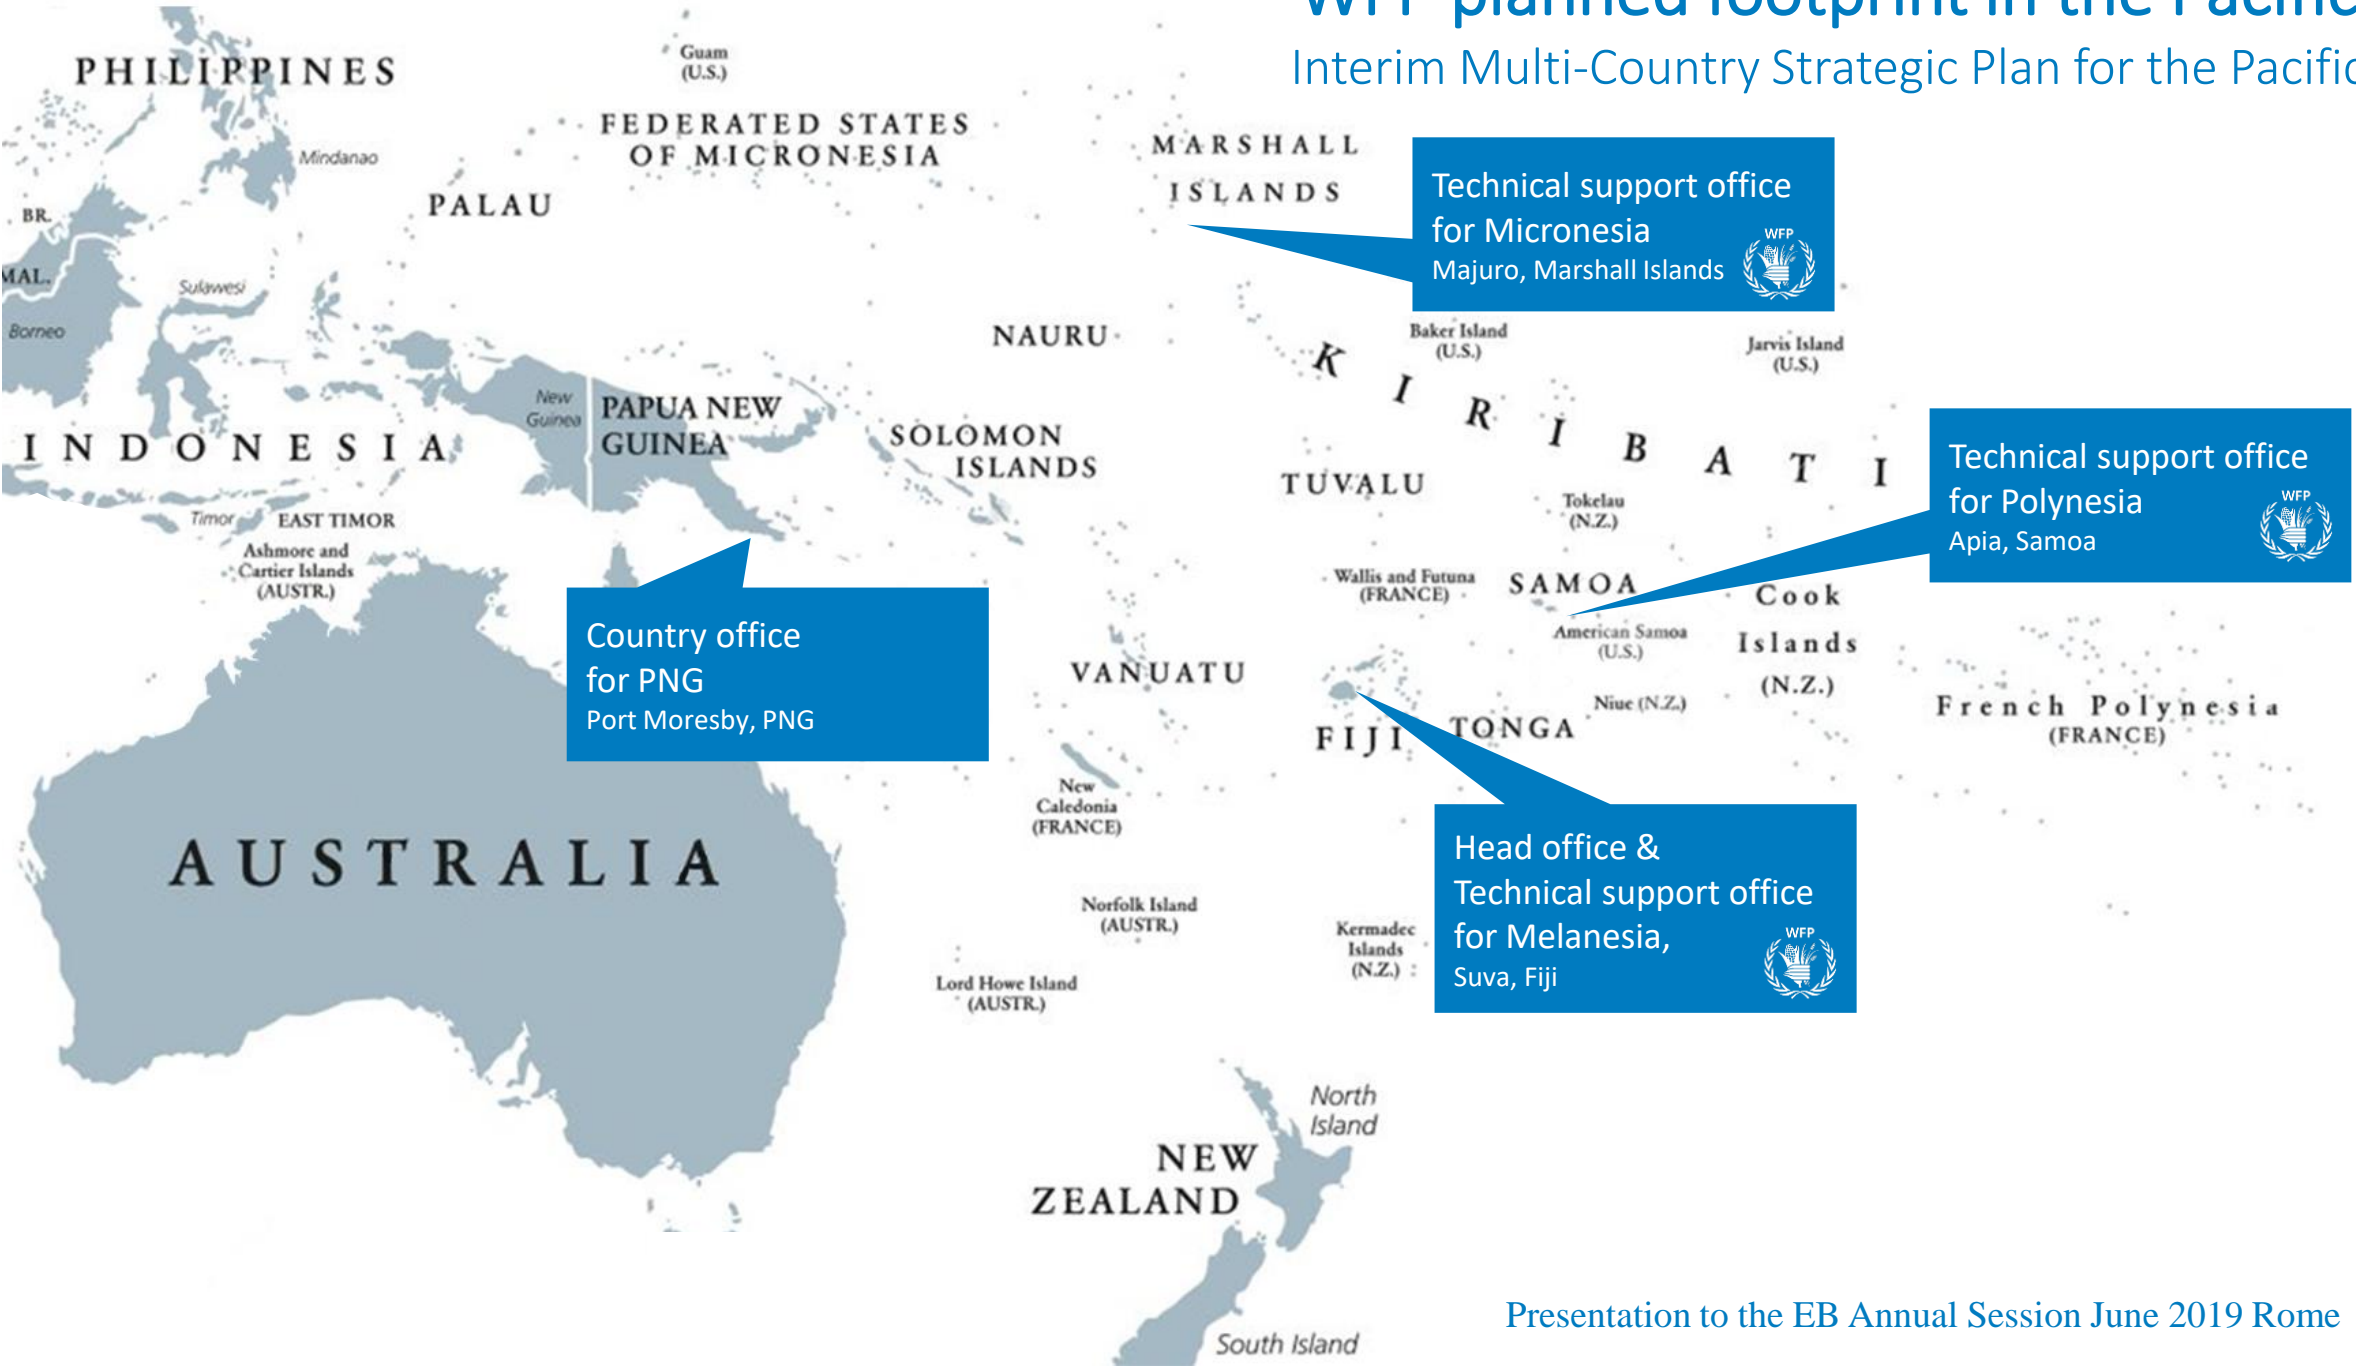 WFP planned footprint in the Pacific
Interim Multi-Country Strategic Plan for the Pacific
PHILIPPINES
Guam
(U.S.)
FEDERATED STATES
OF MICRONESIA
Mindanao
PALAU
MARSHALL
ISLANDS
Technical support office
for Micronesia
Majuro, Marshall Islands
WFP
BR.
MAL.
Sulawesi
Borneo
NAURU
Baker Island
(U.S.)
Jarvis Island
(U.S.)
KIRIBATI
New
Guinea
PAPUA NEW
GUINEA
INDONESIA
SOLOMON
ISLANDS
TUVALU
Tokelau
(N.Z.)
Technical support office
for Polynesia
Apia, Samoa
WFP
Timor
EAST TIMOR
Ashmore and
Cartier Islands
(AUSTR.)
Wallis and Futuna
(FRANCE)
SAMOA
American Samoa
(U.S.)
Cook
Islands
(N.Z.)
Country office
for PNG
Port Moresby, PNG
VANUATU
FIJI
TONGA
Niue (N.Z.)
French Polynesia
(FRANCE)
New
Caledonia
(FRANCE)
AUSTRALIA
Head office &
Technical support office
for Melanesia,
Suva, Fiji
WFP
Norfolk Island
(AUSTR.)
Kermadec
Islands
(N.Z.)
Lord Howe Island
(AUSTR.)
North
Island
NEW
ZEALAND
South Island
Presentation to the EB Annual Session June 2019 Rome